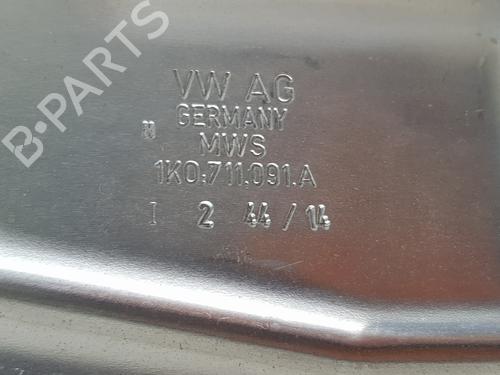 B-PARTS
VW AG
GERMANY
MWS
1K0.711.091.A
I 2 44/14